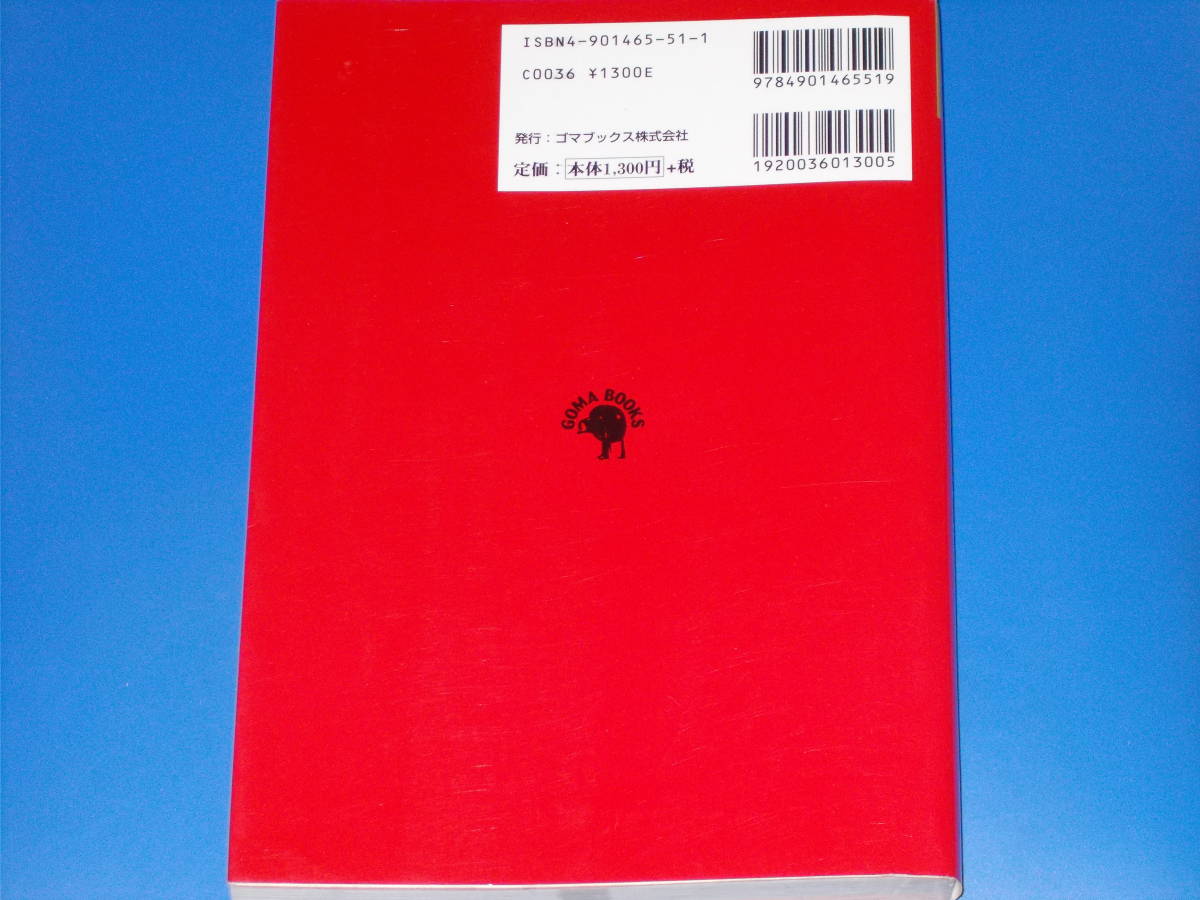 ISBN4-901465-51-1
C0036 ¥1300E
発行：ゴマブックス株式会社
定価：本体1,300円+税
9784901465519
1920036013005
GOMA BOOKS